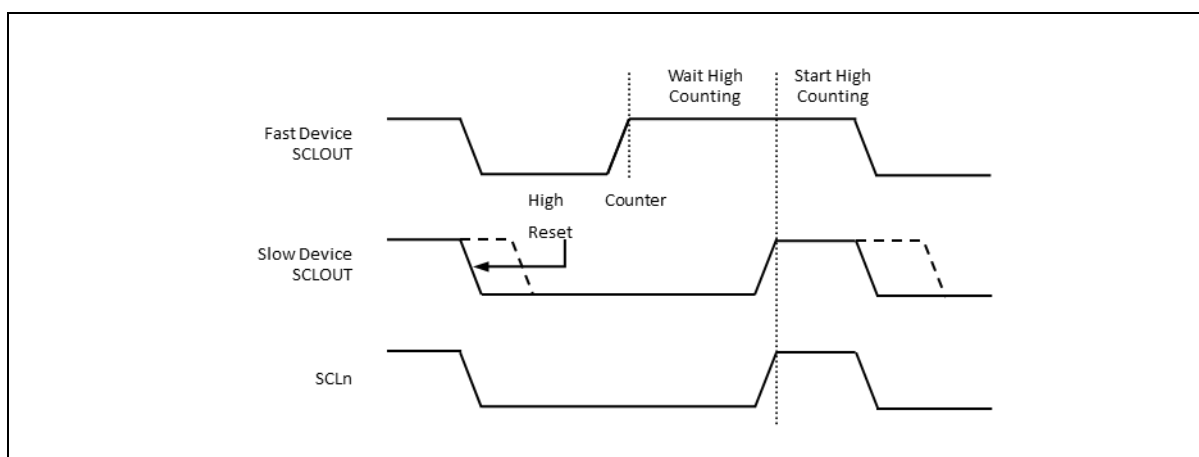 Wait High
Counting
Start High
Counting
Fast Device
SCLOUT
High Counter
Reset
Slow Device
SCLOUT
SCLn